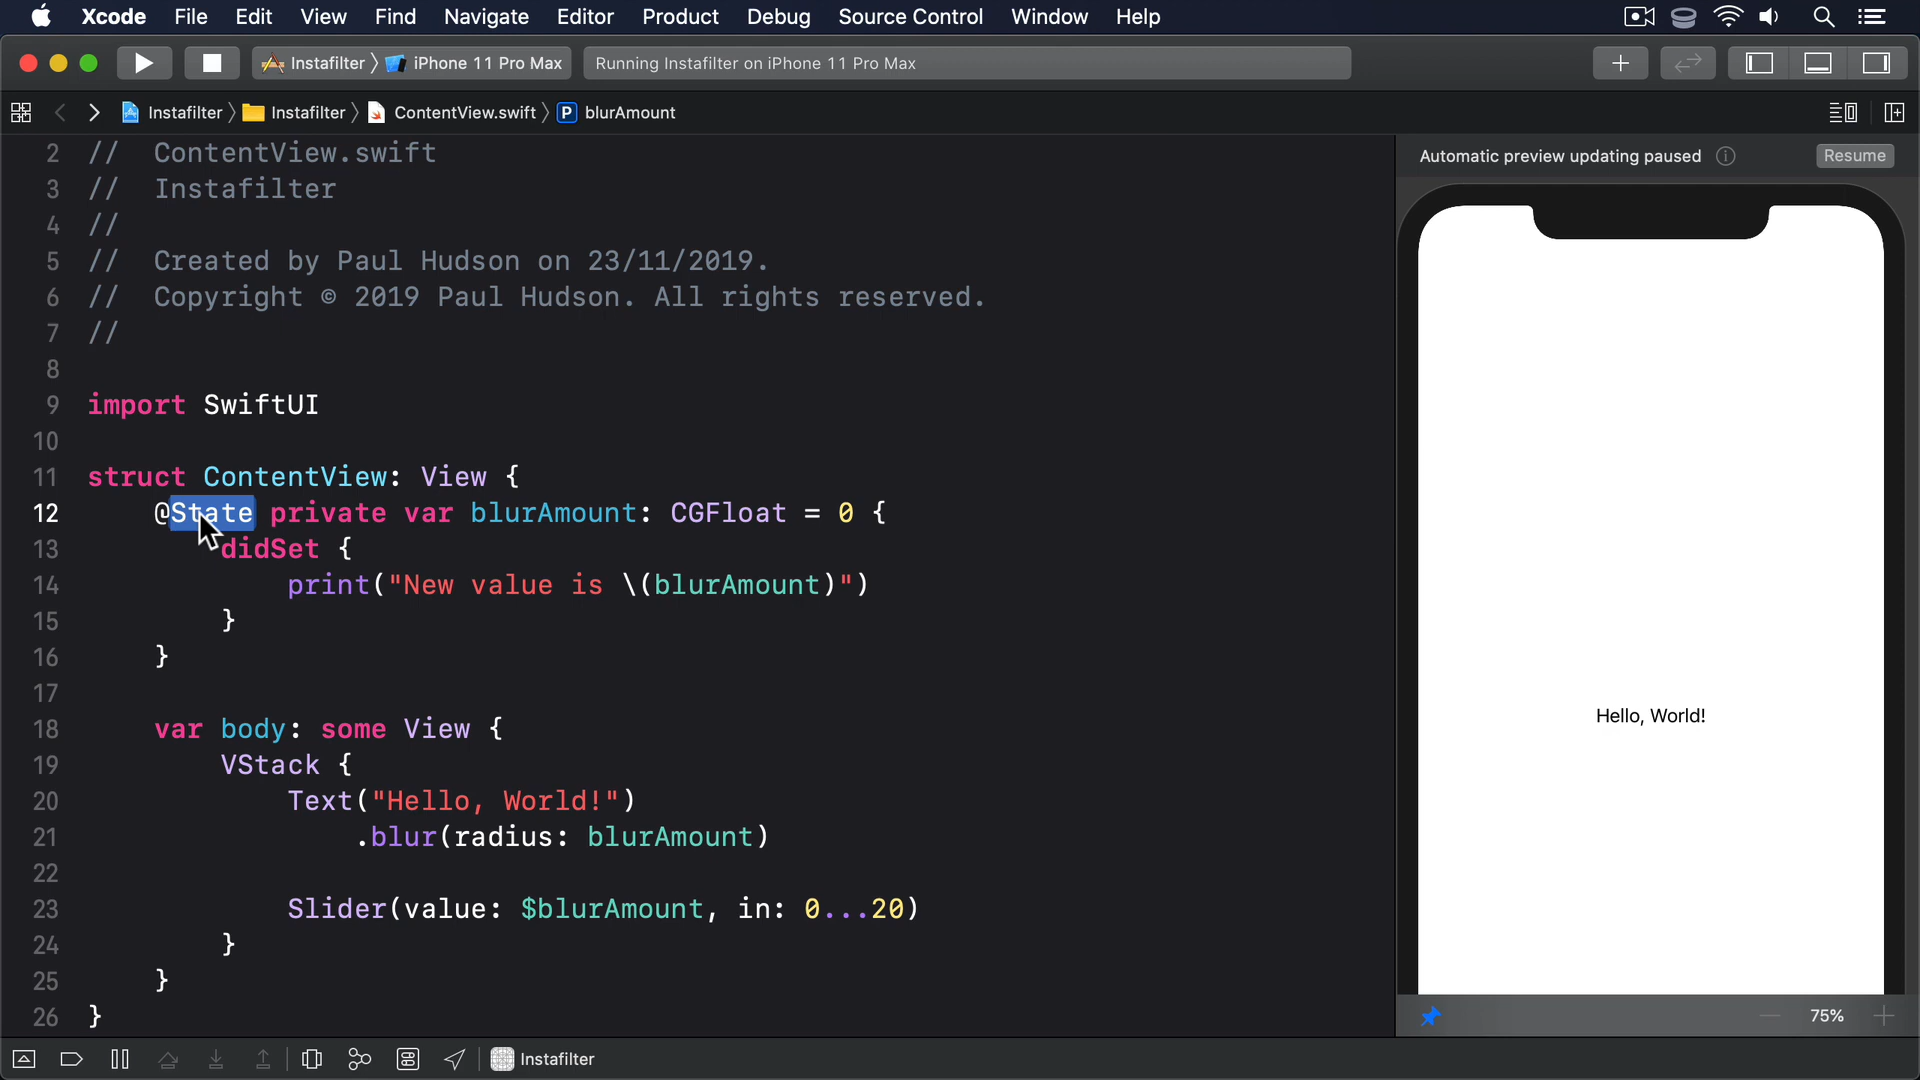 Xcode File Edit View Find Navigate Editor Product Debug Source Control Window Help
Instafilter iPhone 11 Pro Max Running Instafilter on iPhone 11 Pro Max
Instafilter Instafilter ContentView.swift P blurAmount
Automatic preview updating paused Resume
2 //  ContentView.swift
3 //  Instafilter
4 //
5 //  Created by Paul Hudson on 23/11/2019.
6 //  Copyright © 2019 Paul Hudson. All rights reserved.
7 //
8
9 import SwiftUI
10
11 struct ContentView: View {
12     @State private var blurAmount: CGFloat = 0 {
13         didSet {
14             print("New value is \(blurAmount)")
15         }
16     }
17
18     var body: some View {
19         VStack {
20             Text("Hello, World!")
21                 .blur(radius: blurAmount)
22
23             Slider(value: $blurAmount, in: 0...20)
24         }
25     }
26 }
Hello, World!
75%
Instafilter